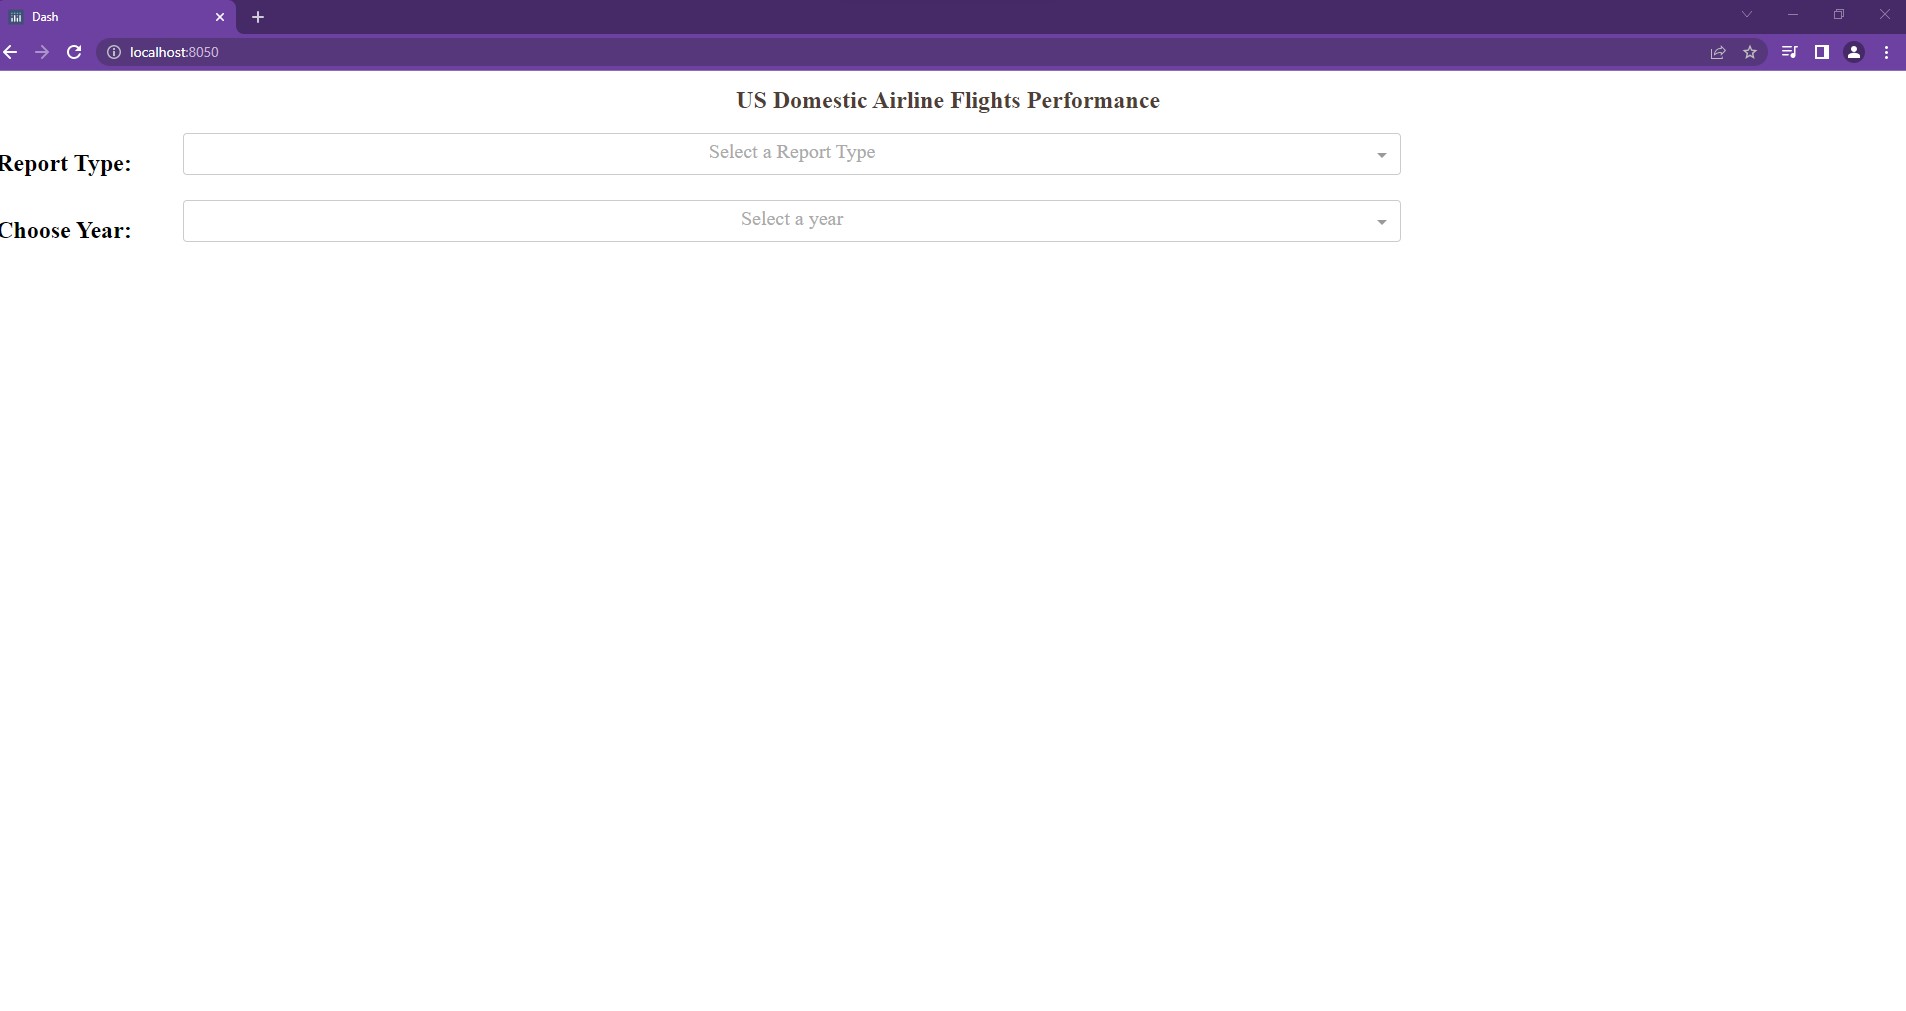 Dash
localhost:8050
US Domestic Airline Flights Performance
Select a Report Type
Report Type:
Select a year
Choose Year: